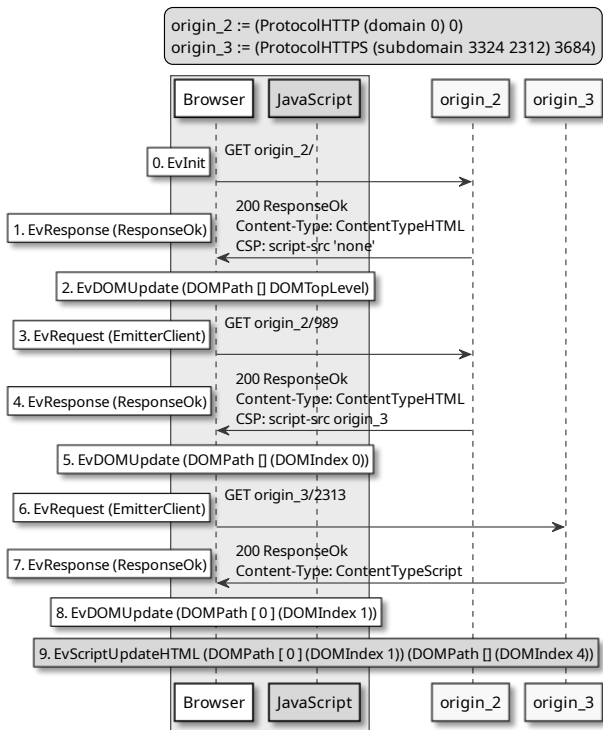 origin_2 := (ProtocolHTTP (domain 0) 0)
origin_3 := (ProtocolHTTPS (subdomain 3324 2312) 3684)
Browser
JavaScript
origin_2
origin_3
0. EvInit
GET origin_2/
1. EvResponse (ResponseOk)
200 ResponseOk
Content-Type: ContentTypeHTML
CSP: script-src 'none'
2. EvDOMUpdate (DOMPath [] DOMTopLevel)
3. EvRequest (EmitterClient)
GET origin_2/989
4. EvResponse (ResponseOk)
200 ResponseOk
Content-Type: ContentTypeHTML
CSP: script-src origin_3
5. EvDOMUpdate (DOMPath [] (DOMIndex 0))
6. EvRequest (EmitterClient)
GET origin_3/2313
7. EvResponse (ResponseOk)
200 ResponseOk
Content-Type: ContentTypeScript
8. EvDOMUpdate (DOMPath [ 0 ] (DOMIndex 1))
9. EvScriptUpdateHTML (DOMPath [ 0 ] (DOMIndex 1)) (DOMPath [] (DOMIndex 4))
Browser
JavaScript
origin_2
origin_3